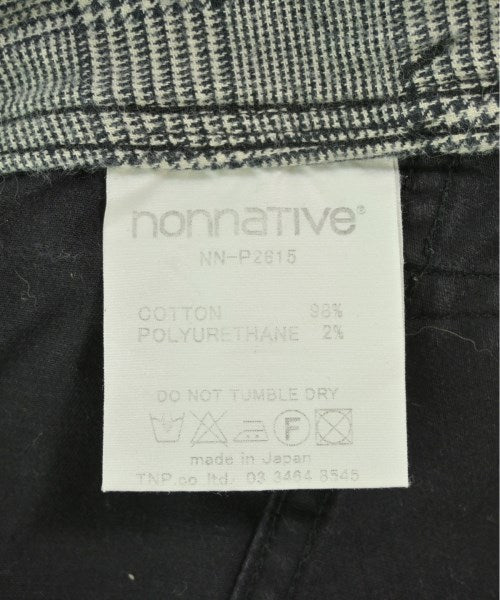 nonnative®
NN-P2615
COTTON 98%
POLYURETHANE 2%
DO NOT TUMBLE DRY
F
made in Japan
TNP.co ltd. 03 3464 8545